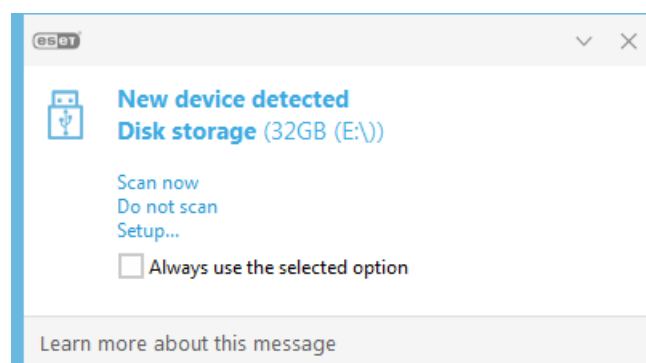 eset
New device detected
Disk storage (32GB (E:\))
Scan now
Do not scan
Setup...
Always use the selected option
Learn more about this message